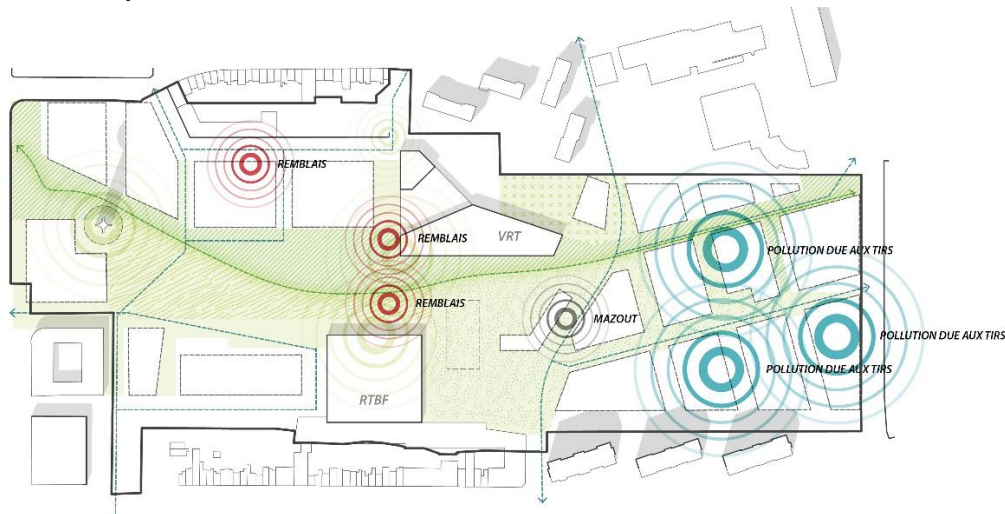 REMBLAIS
REMBLAIS
VRT
POLLUTION DUE AUX TIRS
REMBLAIS
MAZOUT
POLLUTION DUE AUX TIRS
POLLUTION DUE AUX TIRS
RTBF